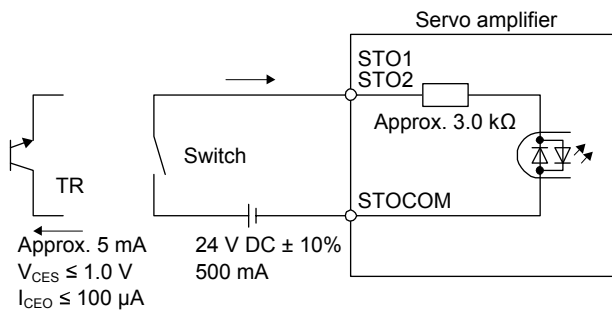 Servo amplifier
STO1
STO2
Approx. 3.0 kΩ
Switch
TR
STOCOM
Approx. 5 mA
V_CES ≤ 1.0 V
I_CEO ≤ 100 μA
24 V DC ± 10%
500 mA